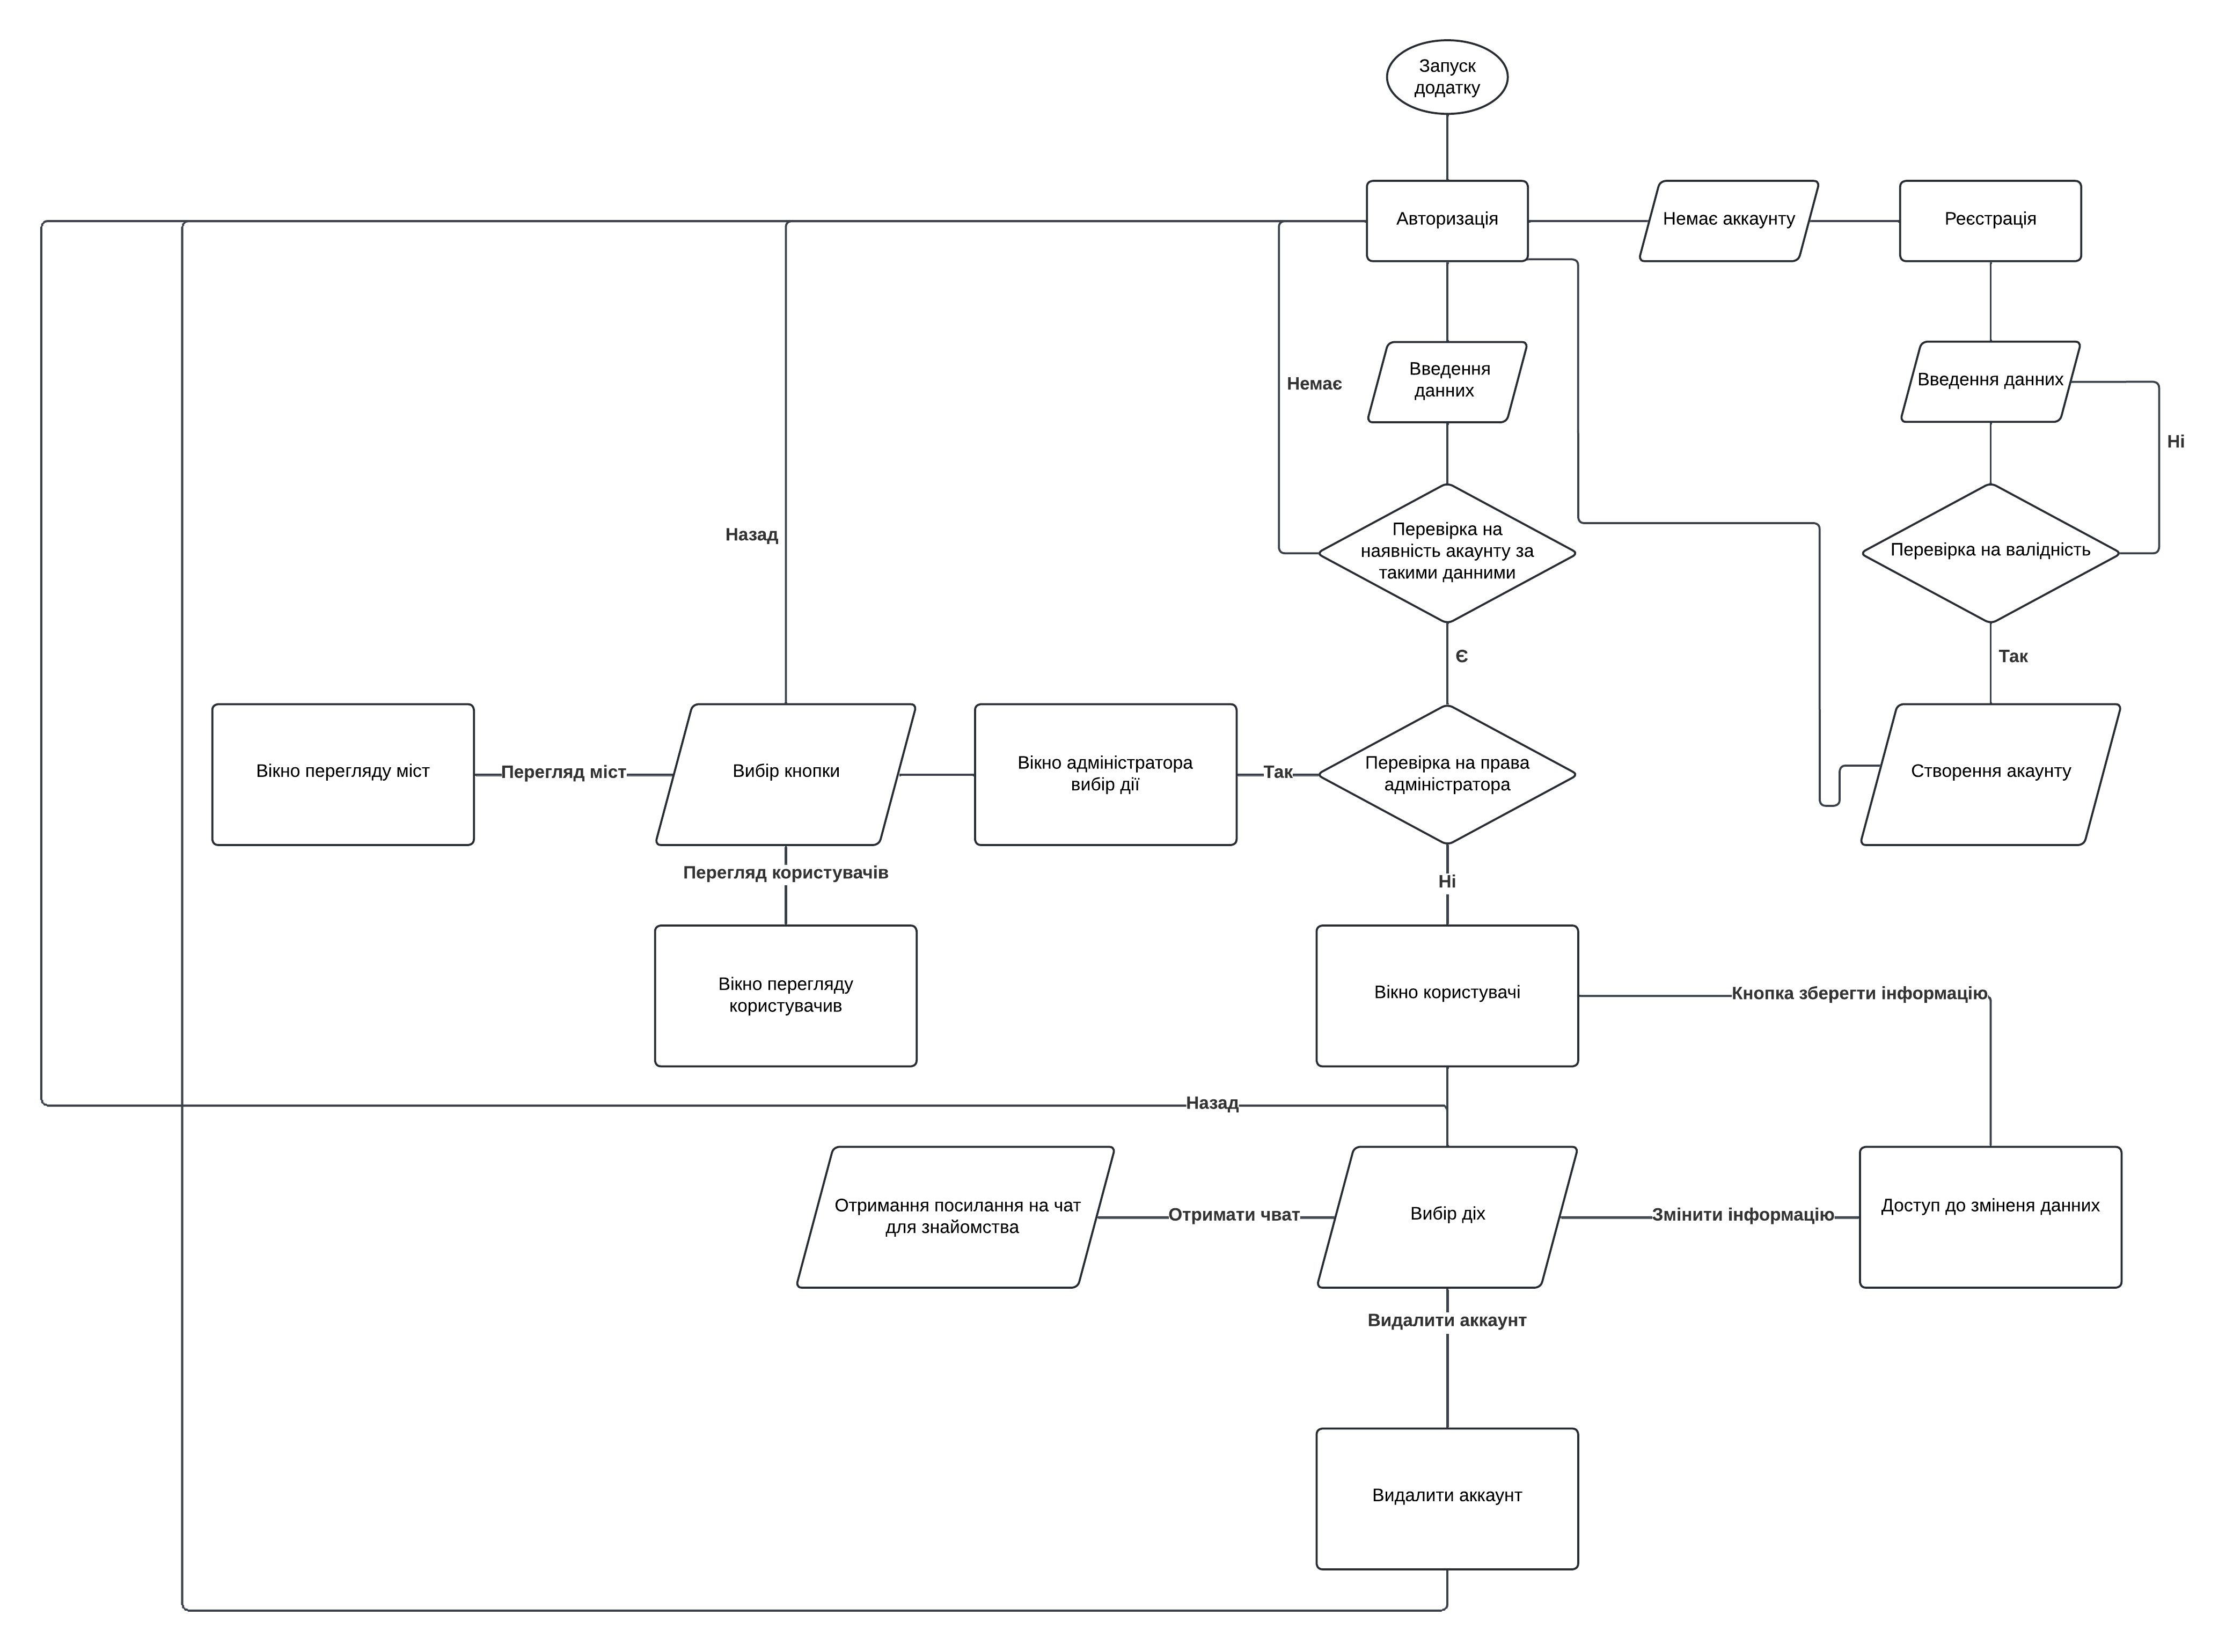 Запуск
додатку
Авторизація
Немає аккаунту
Реєстрація
Немає
Введення
данних
Введення данних
Ні
Назад
Перевірка на
наявність акаунту за
такими данними
Перевірка на валідність
Є
Так
Вікно перегляду міст
Перегляд міст
Вибір кнопки
Вікно адміністратора
вибір дії
Так
Перевірка на права
адміністратора
Створення акаунту
Перегляд користувачів
Ні
Вікно перегляду
користувачив
Вікно користувачі
Кнопка зберегти інформацію
Назад
Отримання посилання на чат
для знайомства
Отримати чват
Вибір діх
Змінити інформацію
Доступ до зміненя данних
Видалити аккаунт
Видалити аккаунт